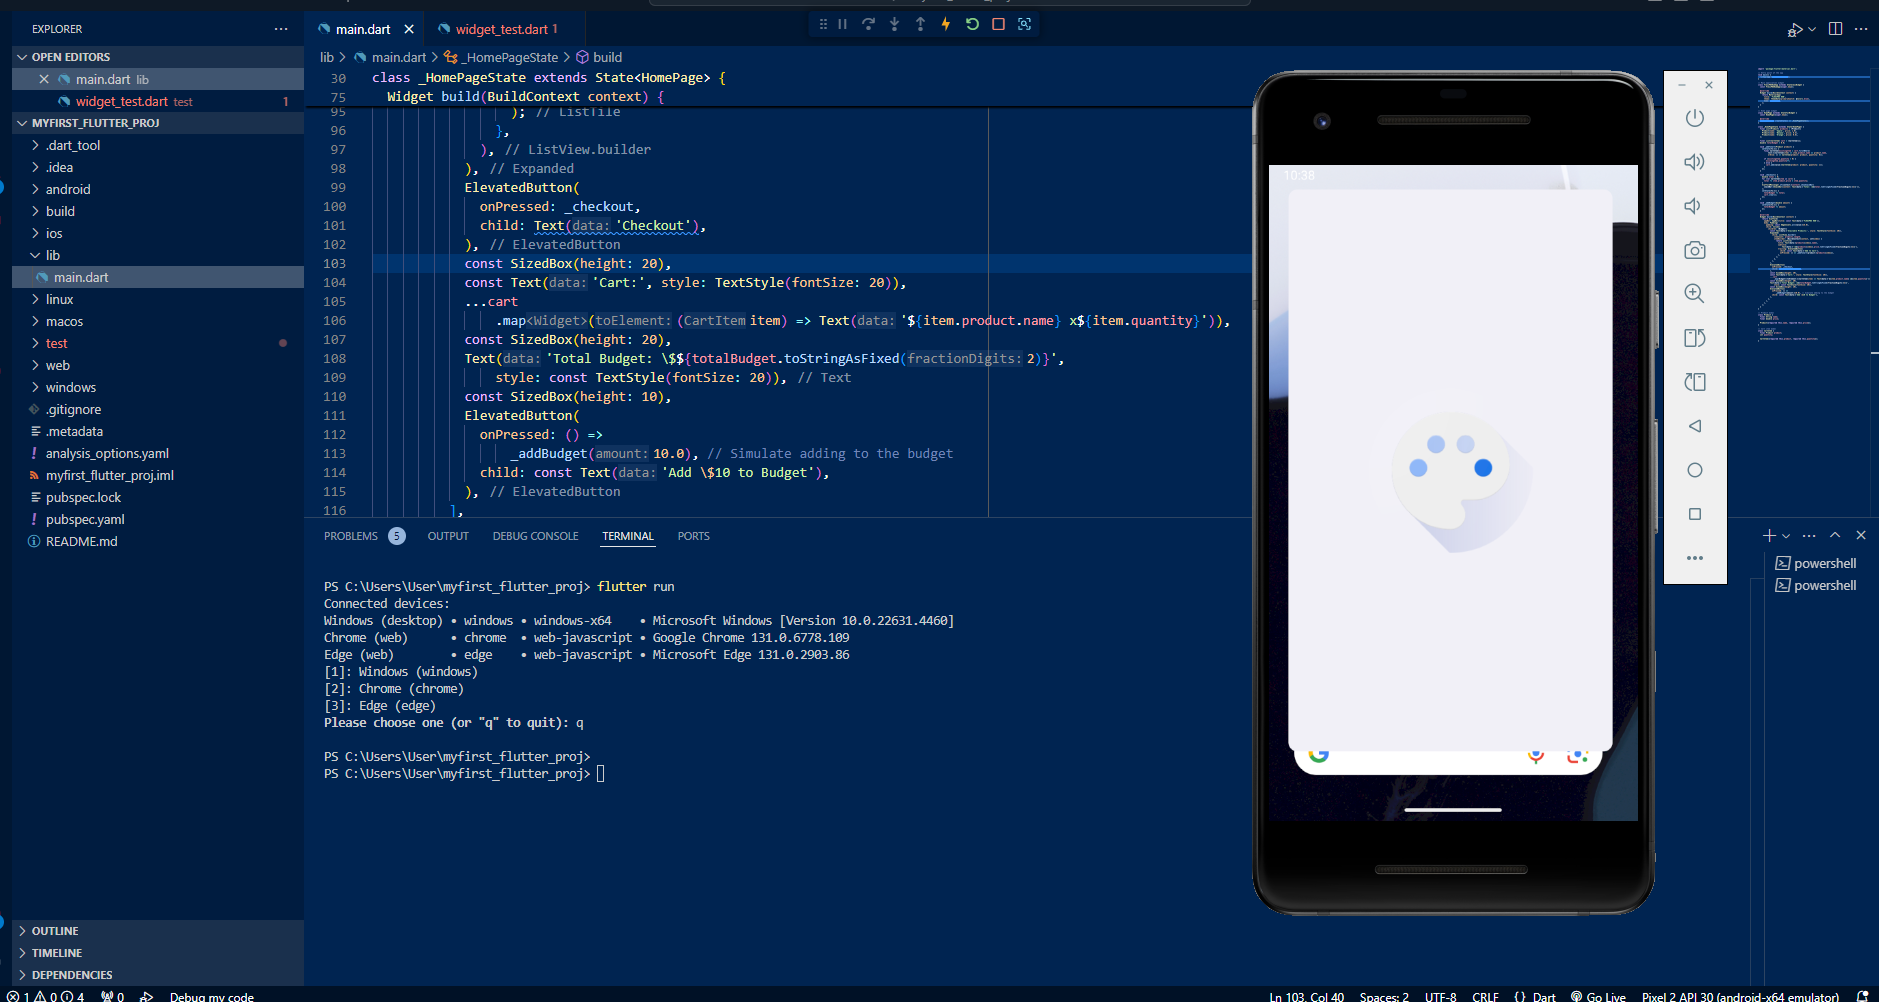 EXPLORER
OPEN EDITORS
main.dart lib
widget_test.dart test 1
MYFIRST_FLUTTER_PROJ
.dart_tool
.idea
android
build
ios
lib
main.dart
linux
macos
test
web
windows
.gitignore
.metadata
analysis_options.yaml
myfirst_flutter_proj.iml
pubspec.lock
pubspec.yaml
README.md
OUTLINE
TIMELINE
DEPENDENCIES
main.dart
widget_test.dart 1
lib > main.dart > _HomePageState > build
30 class _HomePageState extends State<HomePage> {
75 Widget build(BuildContext context) {
95 ); // ListTile
96 },
97 ), // ListView.builder
98 ), // Expanded
99 ElevatedButton(
100 onPressed: _checkout,
101 child: Text(data: 'Checkout'),
102 ), // ElevatedButton
103 const SizedBox(height: 20),
104 const Text(data: 'Cart:', style: TextStyle(fontSize: 20)),
105 ...cart
106 .map<Widget>(toElement: (CartItem item) => Text(data: '${item.product.name} x${item.quantity}')),
107 const SizedBox(height: 20),
108 Text(data: 'Total Budget: \$${totalBudget.toStringAsFixed(fractionDigits: 2)}',
109 style: const TextStyle(fontSize: 20)), // Text
110 const SizedBox(height: 10),
111 ElevatedButton(
112 onPressed: () =>
113 _addBudget(amount: 10.0), // Simulate adding to the budget
114 child: const Text(data: 'Add \$10 to Budget'),
115 ), // ElevatedButton
116 ],
PROBLEMS 5 OUTPUT DEBUG CONSOLE TERMINAL PORTS
PS C:\Users\User\myfirst_flutter_proj> flutter run
Connected devices:
Windows (desktop) • windows • windows-x64 • Microsoft Windows [Version 10.0.22631.4460]
Chrome (web) • chrome • web-javascript • Google Chrome 131.0.6778.109
Edge (web) • edge • web-javascript • Microsoft Edge 131.0.2903.86
[1]: Windows (windows)
[2]: Chrome (chrome)
[3]: Edge (edge)
Please choose one (or "q" to quit): q
PS C:\Users\User\myfirst_flutter_proj>
PS C:\Users\User\myfirst_flutter_proj>
powershell
powershell
10:38
1 0 4 0 Debug my code
Ln 103, Col 40 Spaces: 2 UTF-8 CRLF {} Dart Go Live Pixel 2 API 30 (android-x64 emulator)